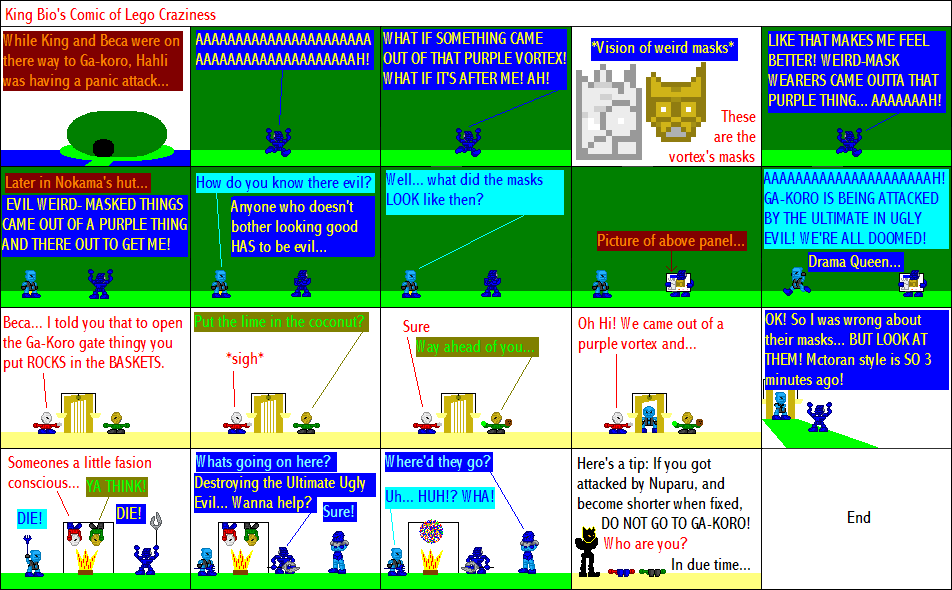 King Bio's Comic of Lego Craziness
While King and Beca were on
there way to Ga-koro, Hahli
was having a panic attack...
AAAAAAAAAAAAAAAAAAAAAA
AAAAAAAAAAAAAAAAAAAAH!
WHAT IF SOMETHING CAME
OUT OF THAT PURPLE VORTEX!
WHAT IF IT'S AFTER ME! AH!
*Vision of weird masks*
These
are the
vortex's masks
LIKE THAT MAKES ME FEEL
BETTER! WEIRD-MASK
WEARERS CAME OUTTA THAT
PURPLE THING... AAAAAAAH!
Later in Nokama's hut...
EVIL WEIRD- MASKED THINGS
CAME OUT OF A PURPLE THING
AND THERE OUT TO GET ME!
How do you know there evil?
Anyone who doesn't
bother looking good
HAS to be evil...
Well... what did the masks
LOOK like then?
Picture of above panel...
AAAAAAAAAAAAAAAAAAAAAAH!
GA-KORO IS BEING ATTACKED
BY THE ULTIMATE IN UGLY
EVIL! WE'RE ALL DOOMED!
Drama Queen...
Beca... I told you that to open
the Ga-Koro gate thingy you
put ROCKS in the BASKETS.
Put the lime in the coconut?
*sigh*
Sure
Way ahead of you...
Oh Hi! We came out of a
purple vortex and...
OK! So I was wrong about
their masks... BUT LOOK AT
THEM! Mctoran style is SO 3
minutes ago!
Someones a little fasion
conscious...
YA THINK!
DIE!
DIE!
Whats going on here?
Destroying the Ultimate Ugly
Evil... Wanna help?
Sure!
Where'd they go?
Uh... HUH!? WHA!
Here's a tip: If you got
attacked by Nuparu, and
become shorter when fixed,
DO NOT GO TO GA-KORO!
Who are you?
In due time...
End